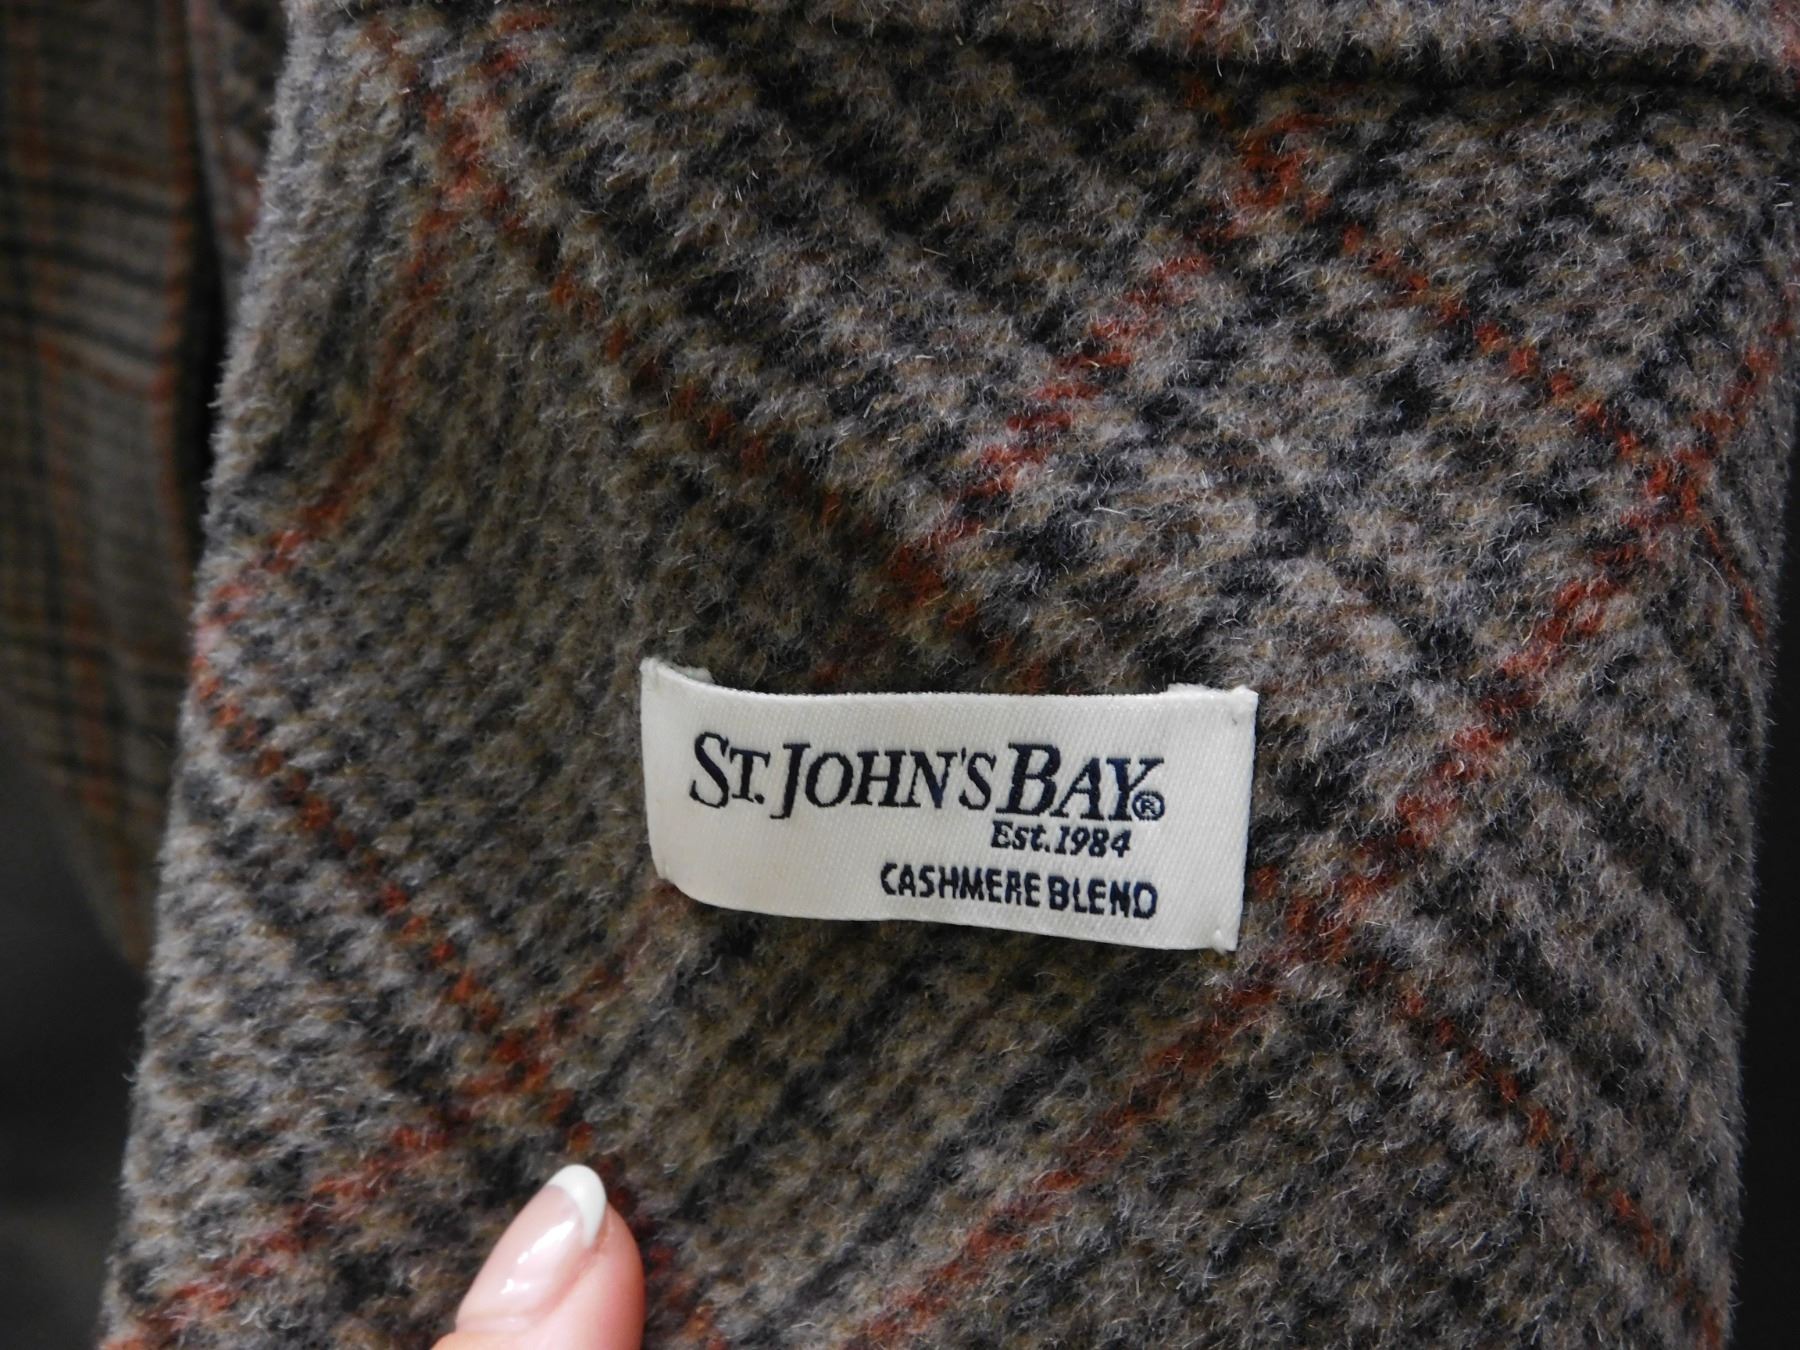 ST. JOHN'S BAY®
Est. 1984
CASHMERE BLEND